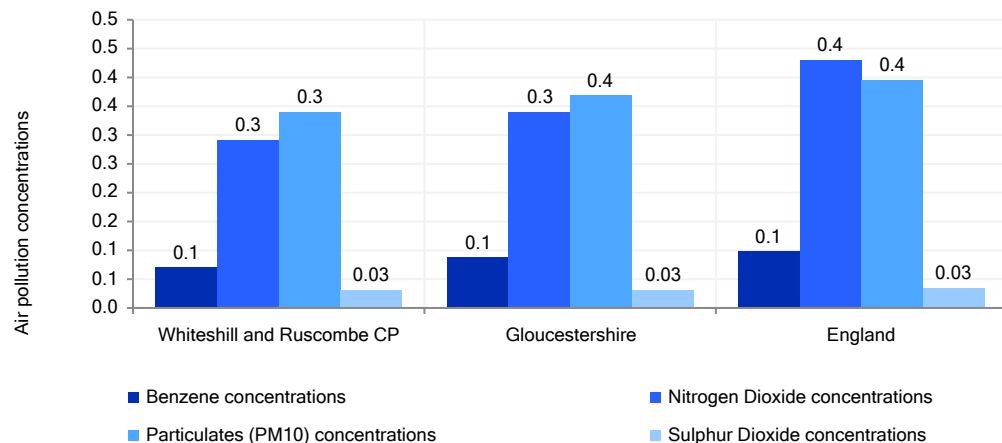 Air pollution concentrations
0.5
0.5
0.4
0.4
0.3
0.3
0.2
0.2
0.1
0.1
0.0
0.1
0.3
0.3
0.03
0.1
0.3
0.4
0.03
0.1
0.4
0.4
0.03
Whiteshill and Ruscombe CP
Gloucestershire
England
Benzene concentrations
Nitrogen Dioxide concentrations
Particulates (PM10) concentrations
Sulphur Dioxide concentrations